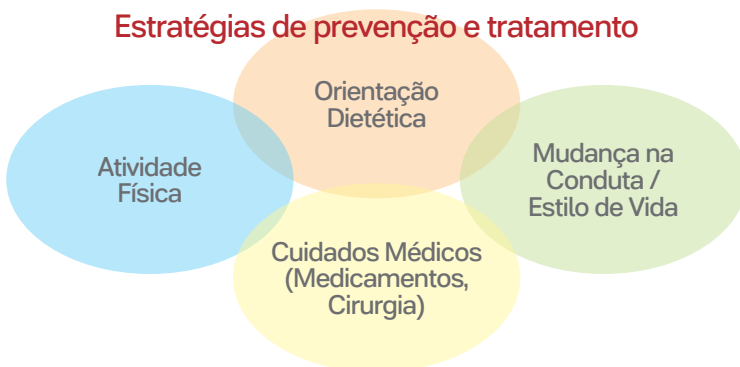 Estratégias de prevenção e tratamento
Orientação
Dietética
Atividade
Física
Mudança na
Conduta /
Estilo de Vida
Cuidados Médicos
(Medicamentos,
Cirurgia)